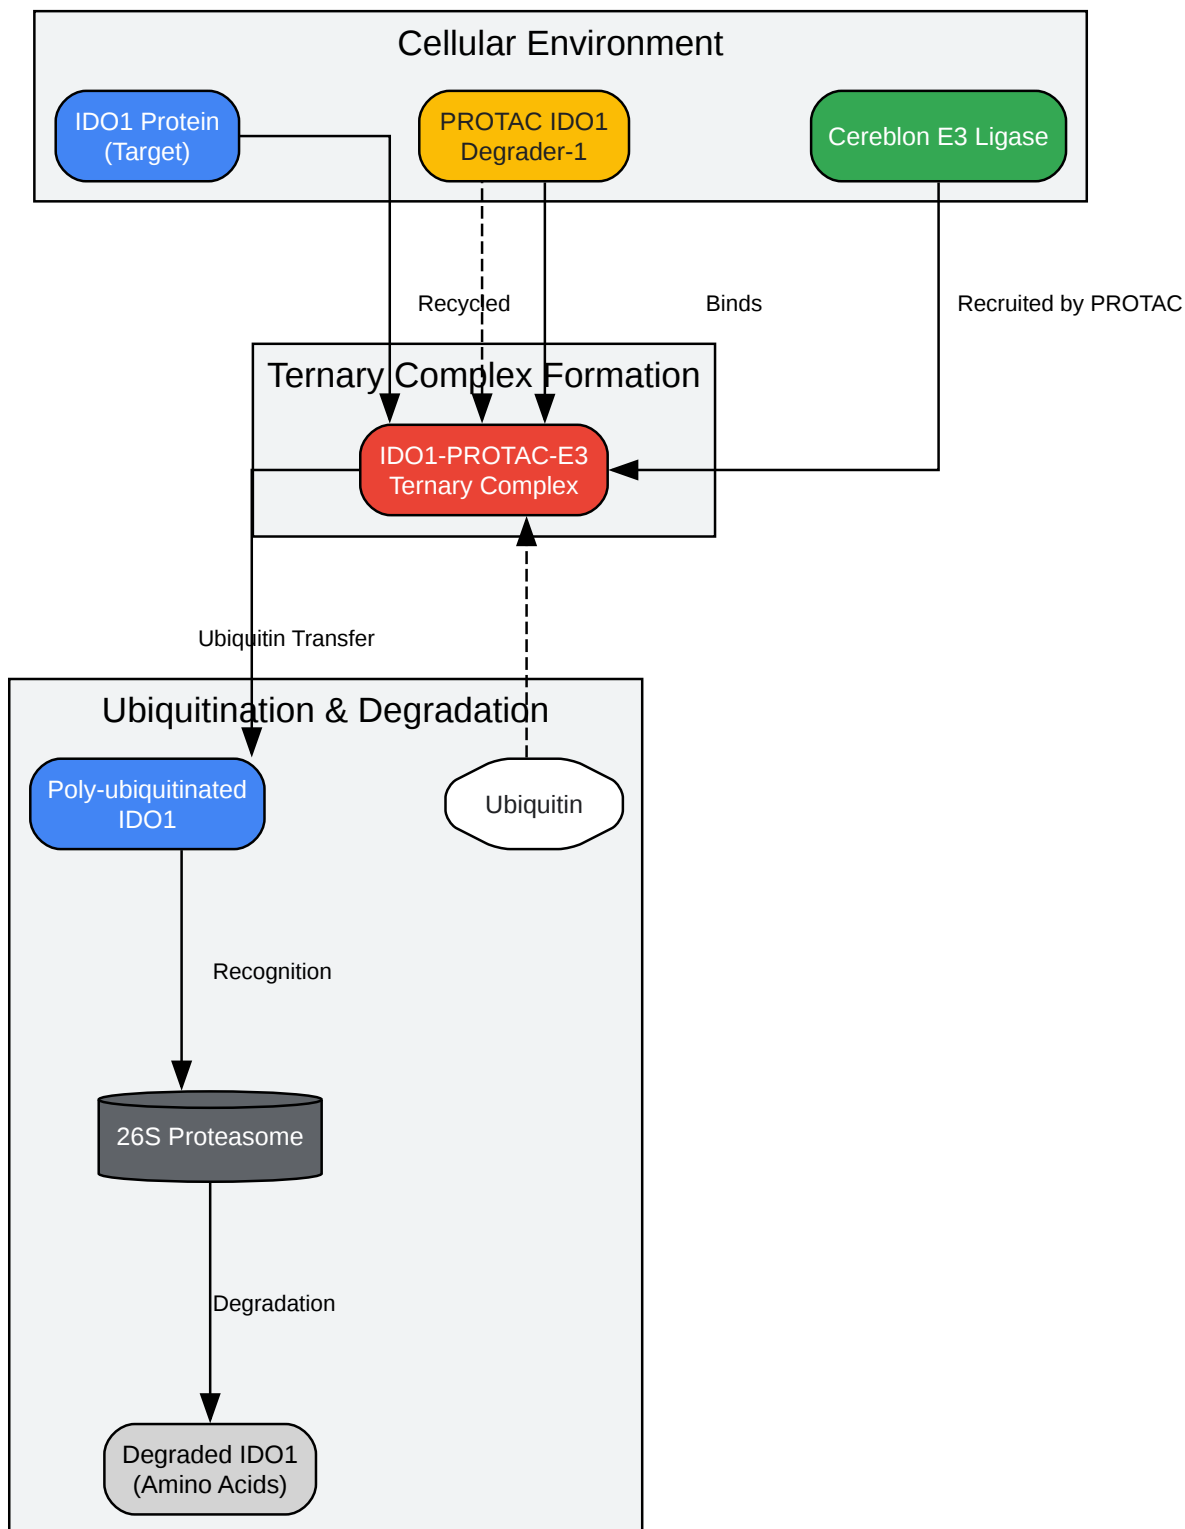 Cellular Environment
IDO1 Protein
(Target)
PROTAC IDO1
Degrader-1
Cereblon E3 Ligase
Recycled
Binds
Recruited by PROTAC
Ternary Complex Formation
IDO1-PROTAC-E3
Ternary Complex
Ubiquitin Transfer
Ubiquitination & Degradation
Poly-ubiquitinated
IDO1
Ubiquitin
Recognition
26S Proteasome
Degradation
Degraded IDO1
(Amino Acids)